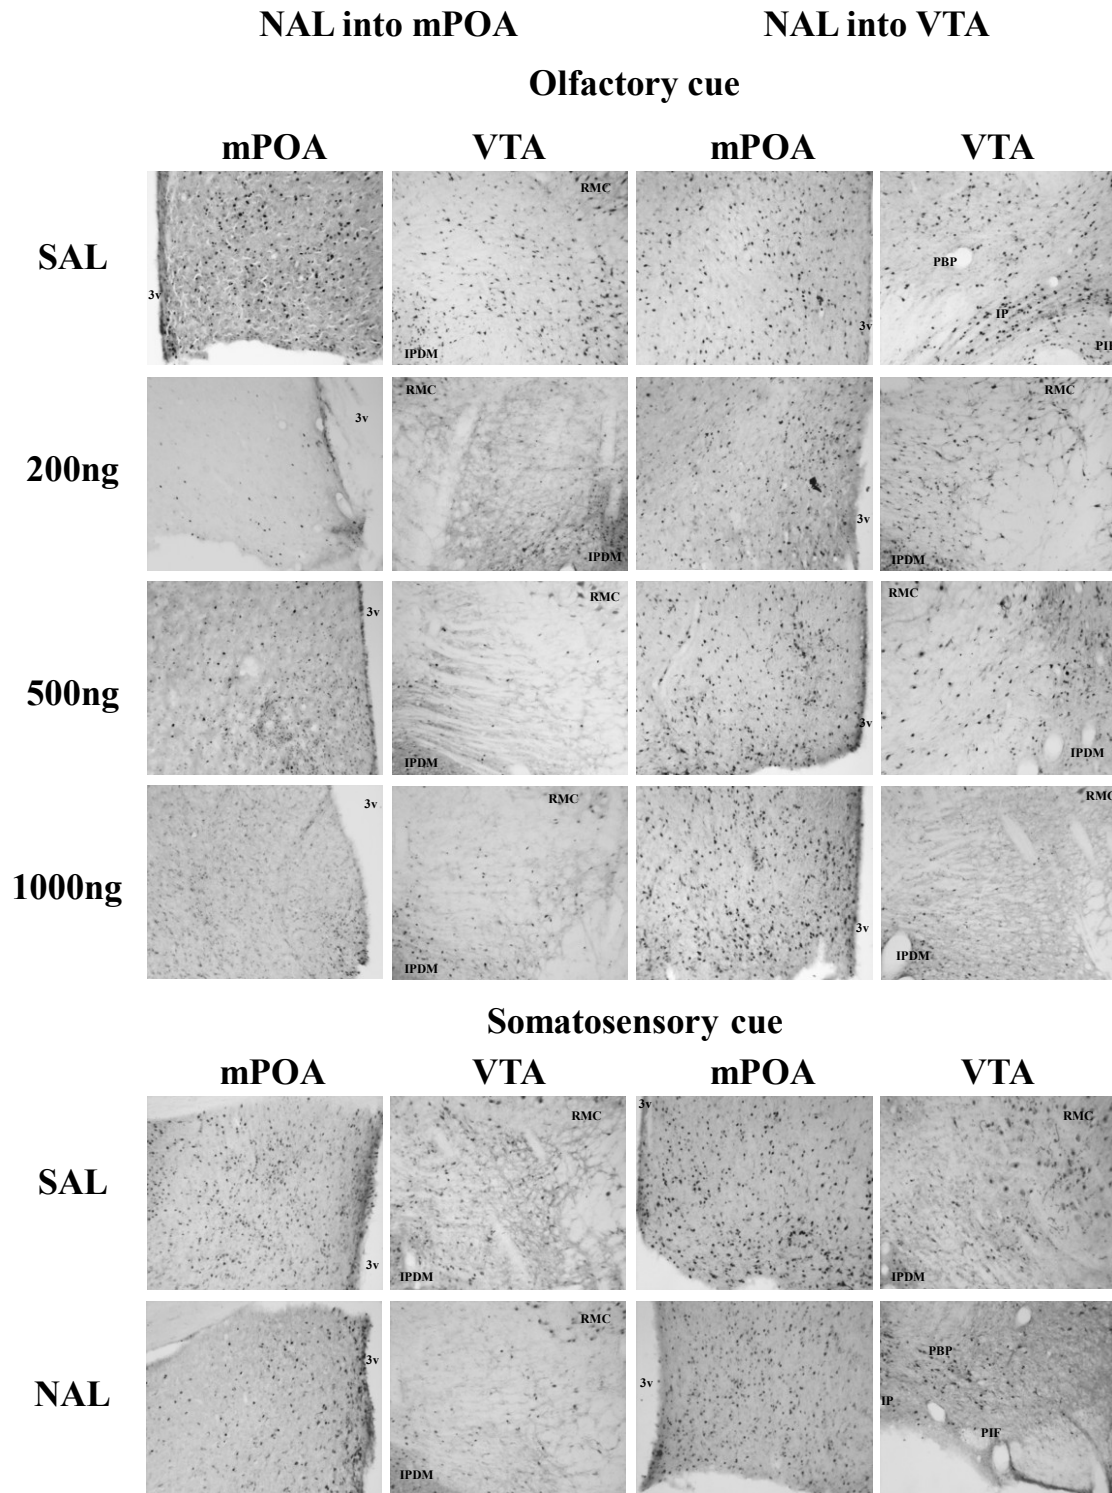 NAL into mPOA NAL into VTA
Olfactory cue
mPOA VTA mPOA VTA
SAL
3v
RMC
IPDM
3v
PBP
IP
PIF
200ng
3v
RMC
IPDM
3v
RMC
IPDM
500ng
3v
RMC
IPDM
3v
RMC
IPDM
1000ng
3v
RMC
IPDM
3v
RMC
IPDM
Somatosensory cue
mPOA VTA mPOA VTA
SAL
3v
RMC
IPDM
3v
RMC
IPDM
NAL
3v
RMC
IPDM
3v
PBP
IP
PIF